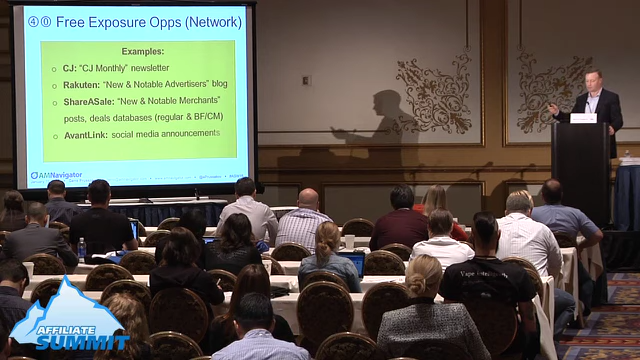 ④⓪ Free Exposure Opps (Network)
Examples:
o CJ: "CJ Monthly" newsletter
o Rakuten: "New & Notable Advertisers" blog
o ShareASale: "New & Notable Merchants"
posts, deals databases (regular & BF/CM)
o AvantLink: social media announcements
AMNavigator
AFFILIATE
SUMMIT